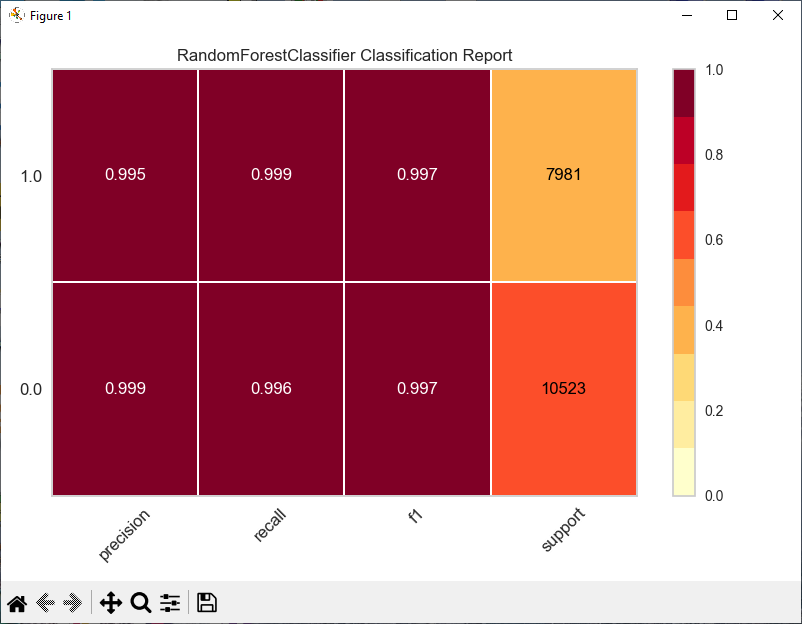 Figure 1
RandomForestClassifier Classification Report
1.0
0.995 0.999 0.997 7981
0.0
0.999 0.996 0.997 10523
precision recall f1 support
1.0
0.8
0.6
0.4
0.2
0.0